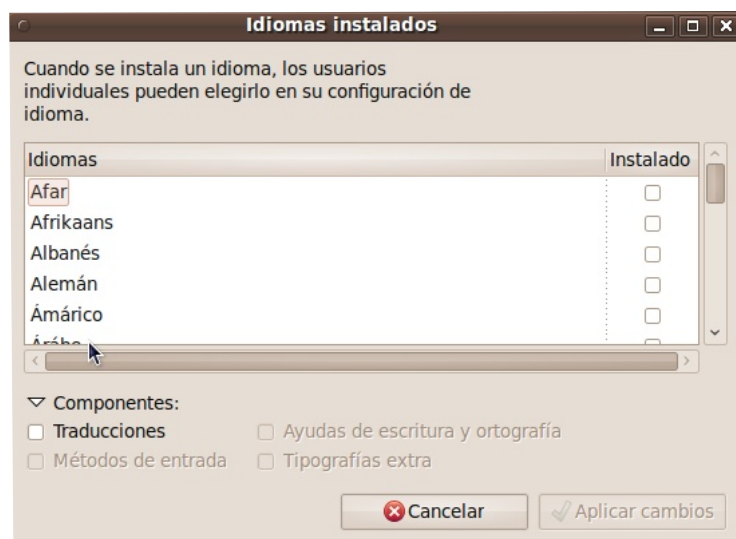 Idiomas instalados
Cuando se instala un idioma, los usuarios
individuales pueden elegirlo en su configuración de
idioma.
Idiomas Instalado
Afar
Afrikaans
Albanés
Alemán
Ámárico
Componentes:
Traducciones Ayudas de escritura y ortografía
Métodos de entrada Tipografías extra
Cancelar Aplicar cambios